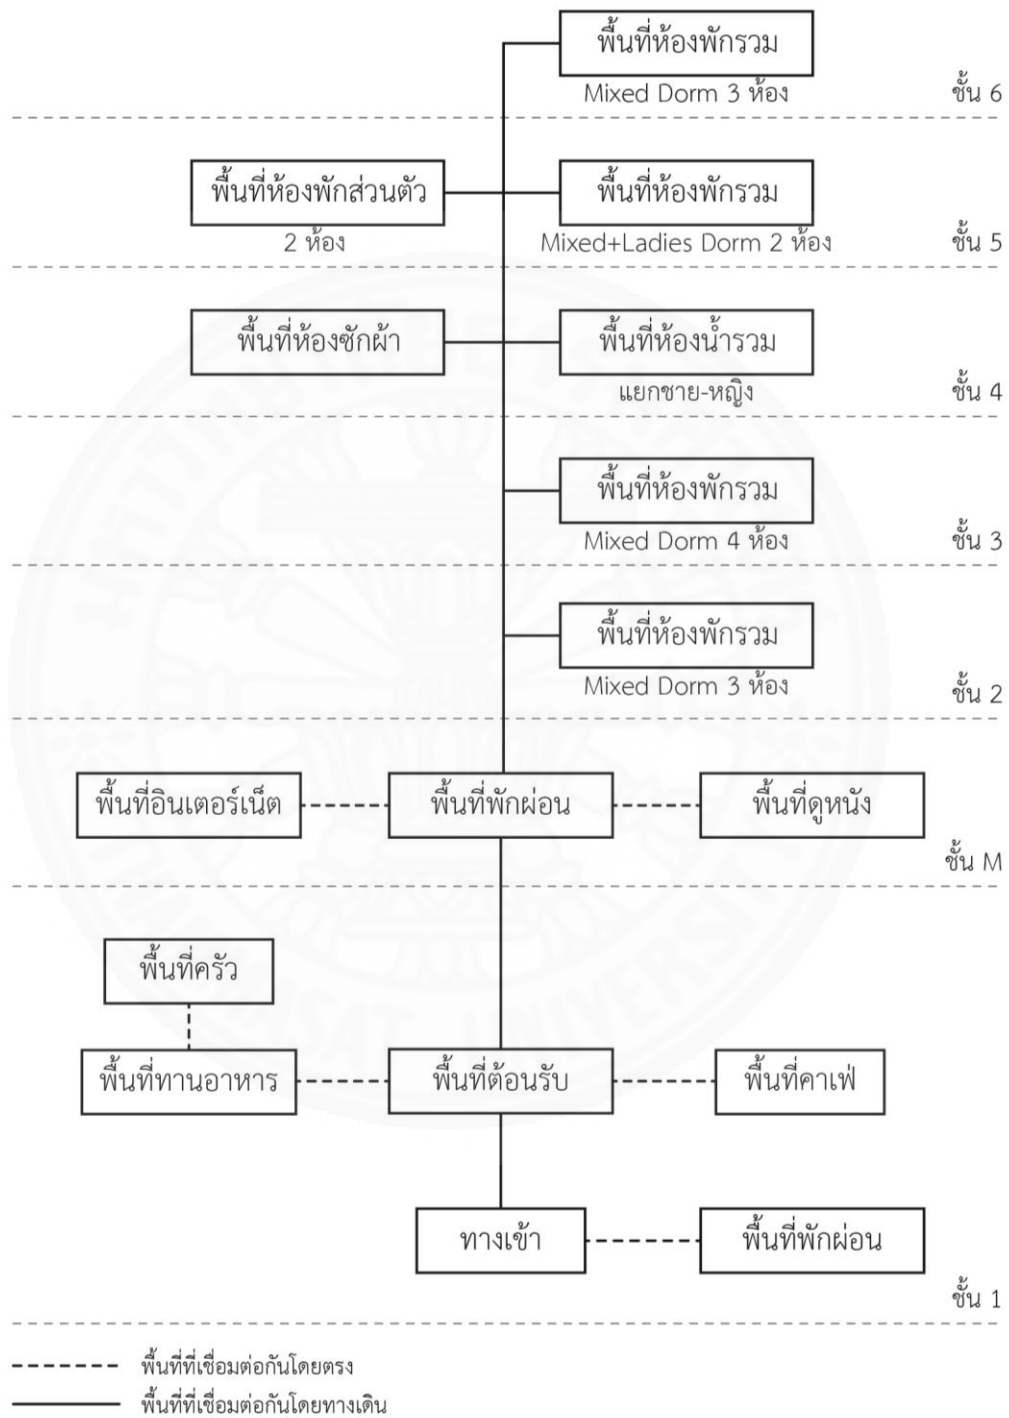 พื้นที่ห้องพักรวม
Mixed Dorm 3 ห้อง
ชั้น 6
พื้นที่ห้องพักส่วนตัว
2 ห้อง
พื้นที่ห้องพักรวม
Mixed+Ladies Dorm 2 ห้อง
ชั้น 5
พื้นที่ห้องซักผ้า
พื้นที่ห้องน้ำรวม
แยกชาย-หญิง
ชั้น 4
พื้นที่ห้องพักรวม
Mixed Dorm 4 ห้อง
ชั้น 3
พื้นที่ห้องพักรวม
Mixed Dorm 3 ห้อง
ชั้น 2
พื้นที่อินเตอร์เน็ต
พื้นที่พักผ่อน
พื้นที่ดูหนัง
ชั้น M
พื้นที่ครัว
พื้นที่ทานอาหาร
พื้นที่ต้อนรับ
พื้นที่คาเฟ่
ทางเข้า
พื้นที่พักผ่อน
ชั้น 1
พื้นที่ที่เชื่อมต่อกันโดยตรง
พื้นที่ที่เชื่อมต่อกันโดยทางเดิน
THAMMASAT UNIVERSITY